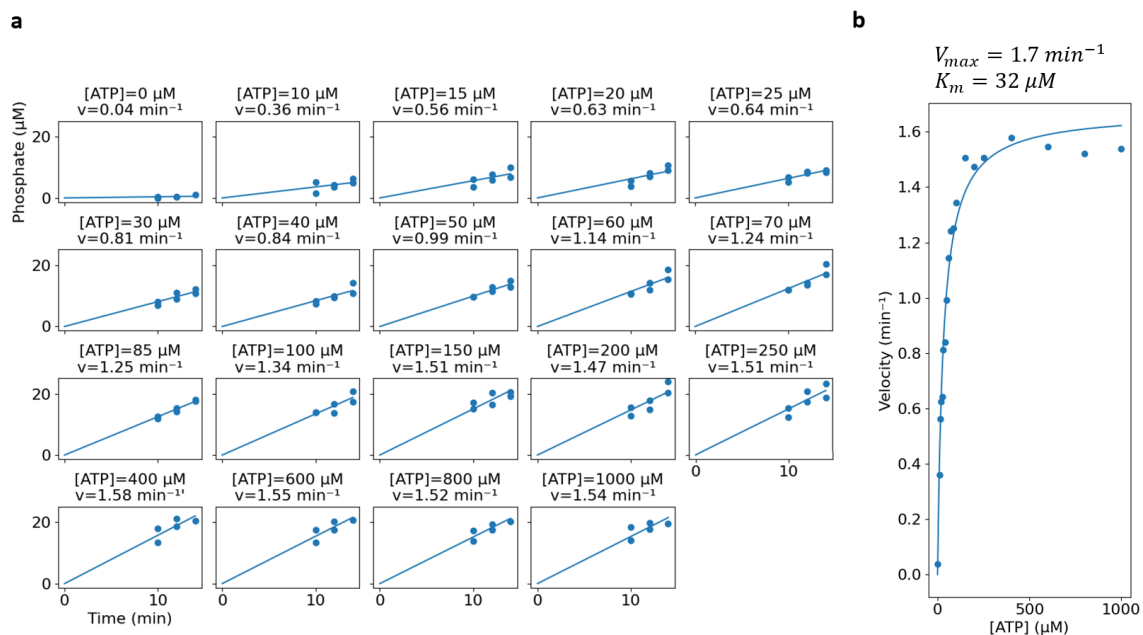 a
b
V_max = 1.7 min⁻¹
K_m = 32 μM
[ATP]=0 μM
v=0.04 min⁻¹
[ATP]=10 μM
v=0.36 min⁻¹
[ATP]=15 μM
v=0.56 min⁻¹
[ATP]=20 μM
v=0.63 min⁻¹
[ATP]=25 μM
v=0.64 min⁻¹
Phosphate (μM)
20
0
[ATP]=30 μM
v=0.81 min⁻¹
[ATP]=40 μM
v=0.84 min⁻¹
[ATP]=50 μM
v=0.99 min⁻¹
[ATP]=60 μM
v=1.14 min⁻¹
[ATP]=70 μM
v=1.24 min⁻¹
20
0
[ATP]=85 μM
v=1.25 min⁻¹
[ATP]=100 μM
v=1.34 min⁻¹
[ATP]=150 μM
v=1.51 min⁻¹
[ATP]=200 μM
v=1.47 min⁻¹
[ATP]=250 μM
v=1.51 min⁻¹
20
0
0 10
[ATP]=400 μM
v=1.58 min⁻¹'
[ATP]=600 μM
v=1.55 min⁻¹
[ATP]=800 μM
v=1.52 min⁻¹
[ATP]=1000 μM
v=1.54 min⁻¹
20
0
0 10
0 10
0 10
0 10
Time (min)
Velocity (min⁻¹)
1.6
1.4
1.2
1.0
0.8
0.6
0.4
0.2
0.0
0 500 1000
[ATP] (μM)